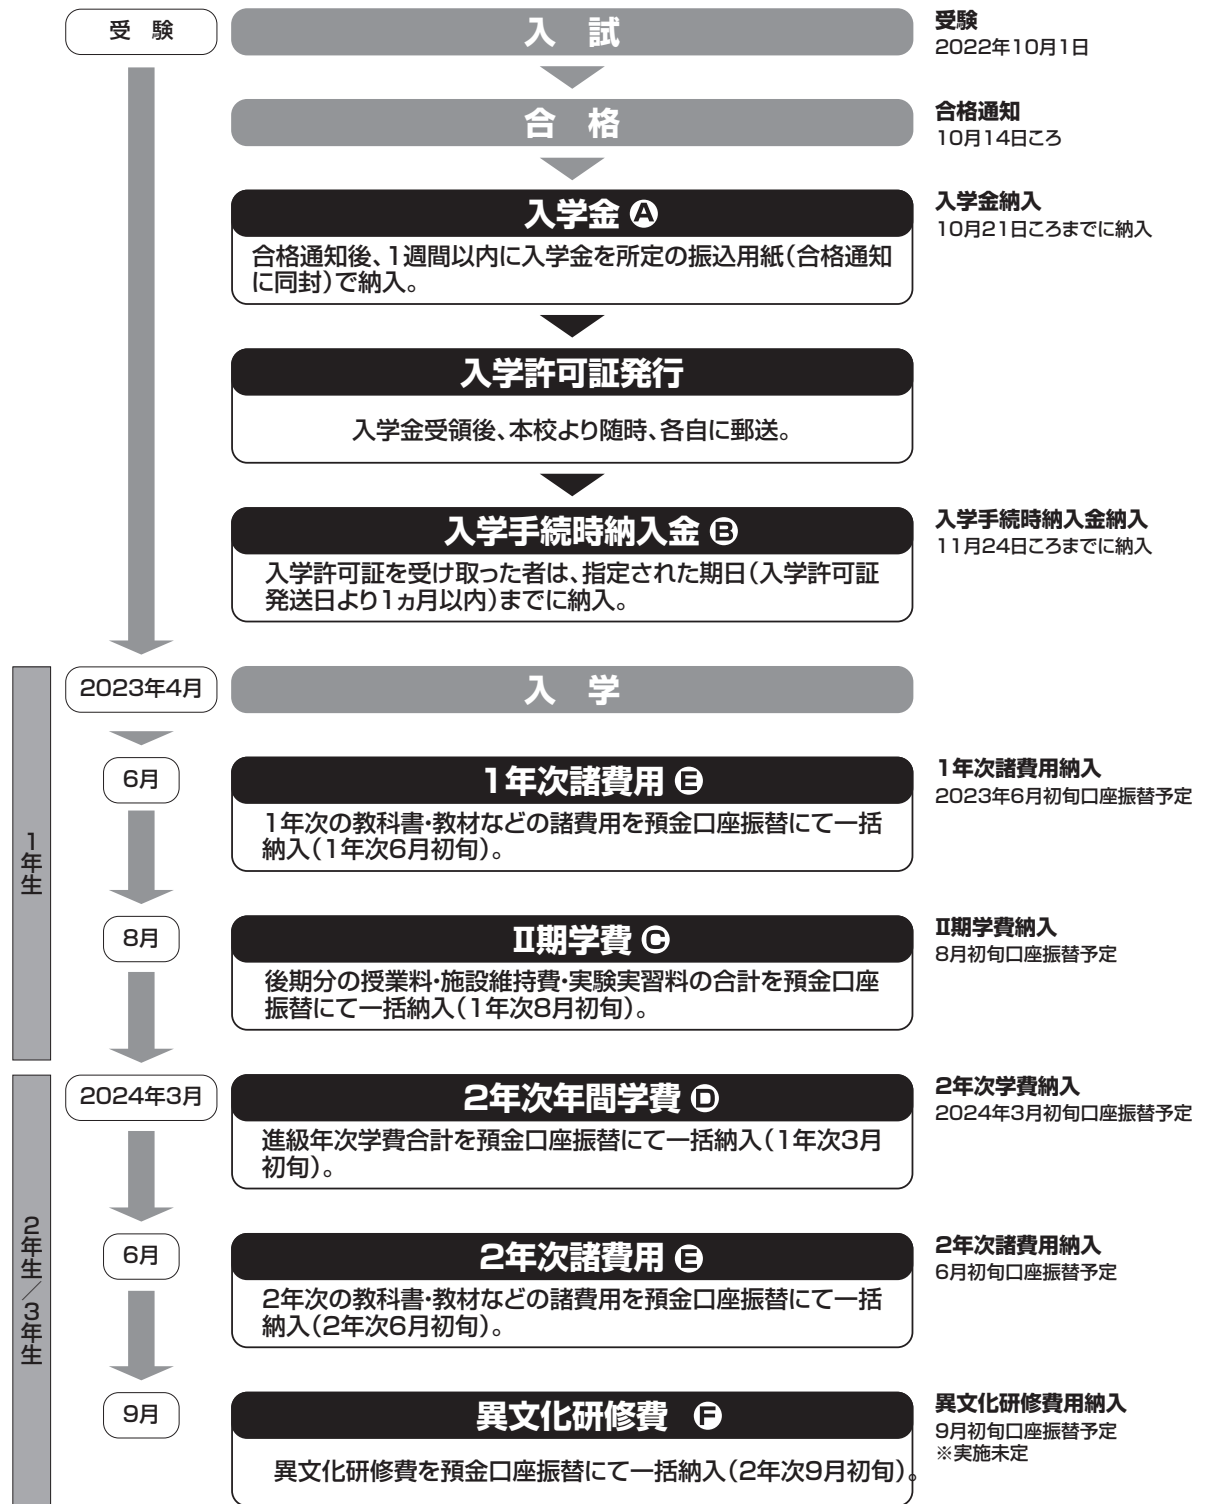 受 験
入 試
受験
2022年10月1日
合 格
合格通知
10月14日ころ
入学金 A
合格通知後、1週間以内に入学金を所定の振込用紙(合格通知
に同封)で納入。
入学金納入
10月21日ころまでに納入
入学許可証発行
入学金受領後、本校より随時、各自に郵送。
入学手続時納入金 B
入学許可証を受け取った者は、指定された期日(入学許可証
発送日より1ヵ月以内)までに納入。
入学手続時納入金納入
11月24日ころまでに納入
1年生
2023年4月
入 学
6月
1年次諸費用 E
1年次の教科書・教材などの諸費用を預金口座振替にて一括
納入(1年次6月初旬)。
1年次諸費用納入
2023年6月初旬口座振替予定
8月
Ⅱ期学費 C
後期分の授業料・施設維持費・実験実習料の合計を預金口座
振替にて一括納入(1年次8月初旬)。
Ⅱ期学費納入
8月初旬口座振替予定
2年生/3年生
2024年3月
2年次年間学費 D
進級年次学費合計を預金口座振替にて一括納入(1年次3月
初旬)。
2年次学費納入
2024年3月初旬口座振替予定
6月
2年次諸費用 E
2年次の教科書・教材などの諸費用を預金口座振替にて一括
納入(2年次6月初旬)。
2年次諸費用納入
6月初旬口座振替予定
9月
異文化研修費 F
異文化研修費を預金口座振替にて一括納入(2年次9月初旬)。
異文化研修費用納入
9月初旬口座振替予定
※実施未定